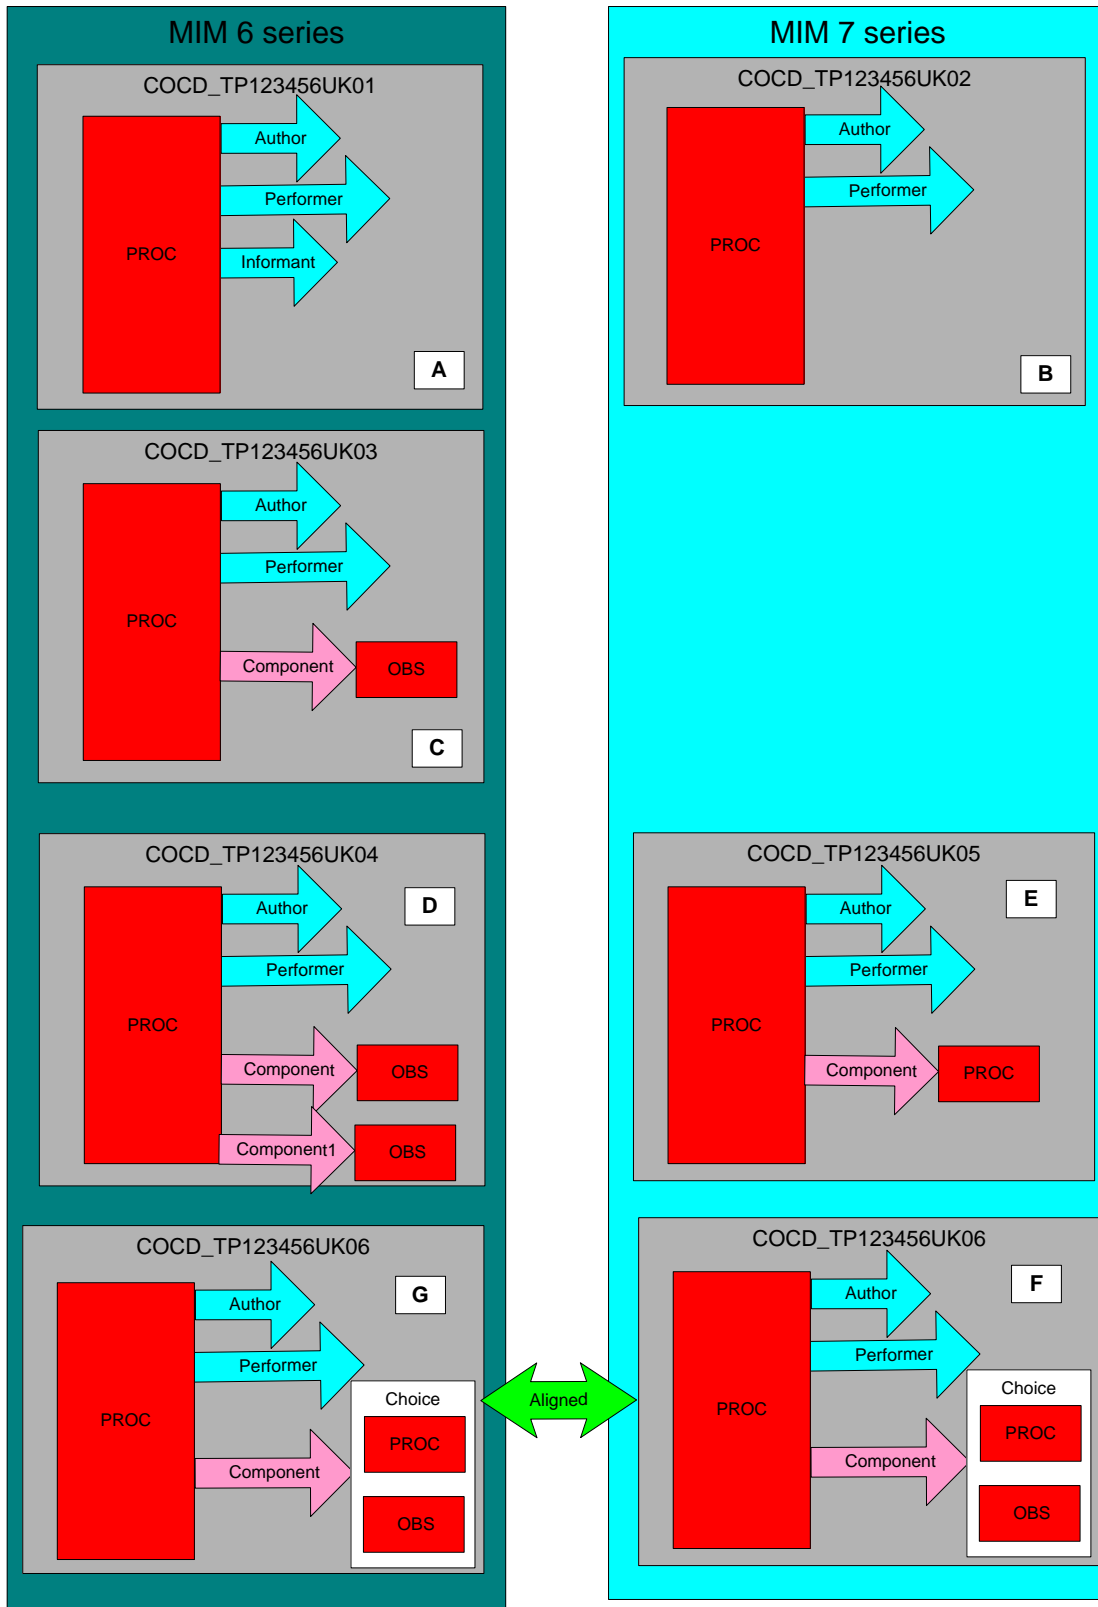 MIM 6 series
COCD_TP123456UK01
Author
Performer
Informant
PROC
A
COCD_TP123456UK03
Author
Performer
PROC
Component
OBS
C
COCD_TP123456UK04
D
Author
Performer
PROC
Component
OBS
Component1
OBS
COCD_TP123456UK06
G
Author
Performer
Choice
PROC
PROC
Component
OBS
Aligned
MIM 7 series
COCD_TP123456UK02
Author
Performer
PROC
B
COCD_TP123456UK05
E
Author
Performer
PROC
Component
PROC
COCD_TP123456UK06
F
Author
Performer
Choice
PROC
PROC
Component
OBS